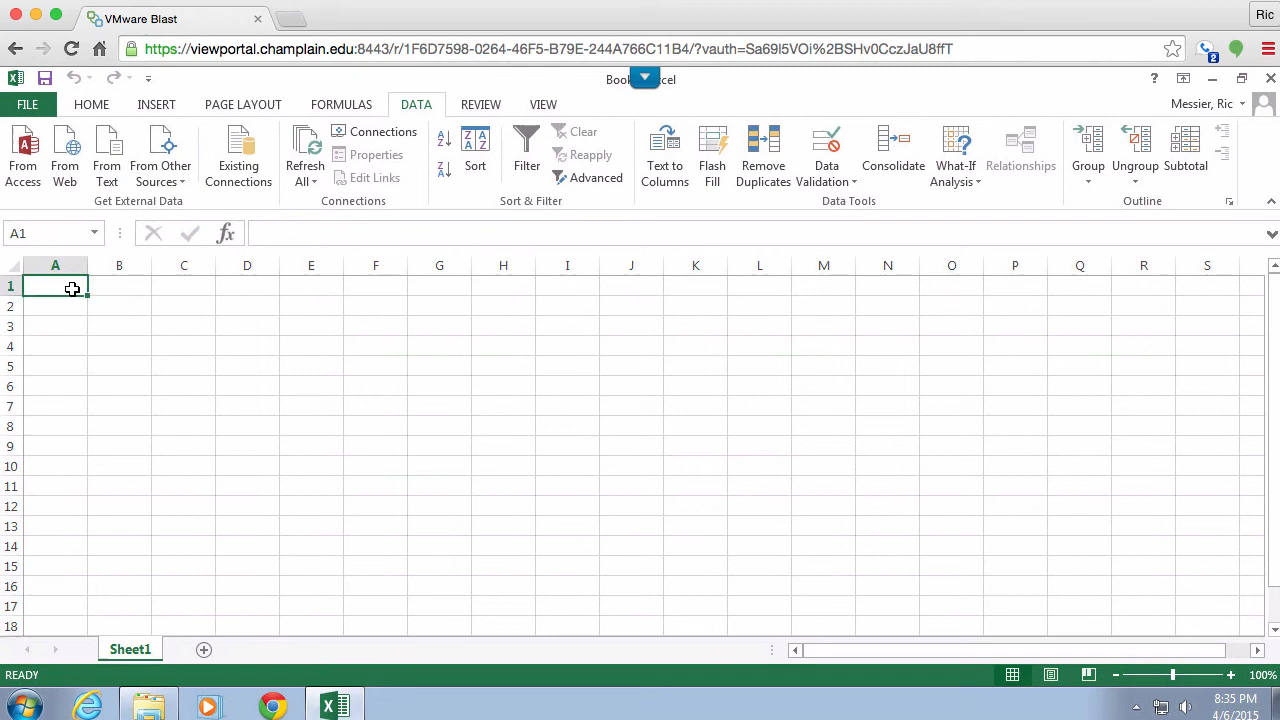 VMware Blast
Ric
https://viewportal.champlain.edu:8443/r/1F6D7598-0264-46F5-B79E-244A766C11B4/?vauth=Sa69l5VOi%2BSHv0CczJaU8ffT
2
Book Excel
?
FILE HOME INSERT PAGE LAYOUT FORMULAS DATA REVIEW VIEW Messier, Ric
From Access
From Web
From Text
From Other Sources
Get External Data
Existing Connections
Refresh All
Connections
Properties
Edit Links
Connections
Sort
Filter
Clear
Reapply
Advanced
Sort & Filter
Text to Columns
Flash Fill
Remove Duplicates
Data Validation
Consolidate
What-If Analysis
Relationships
Data Tools
Group
Ungroup
Subtotal
Outline
A1
fx
A B C D E F G H I J K L M N O P Q R S
1
2
3
4
5
6
7
8
9
10
11
12
13
14
15
16
17
18
Sheet1
READY
100%
8:35 PM
4/6/2015